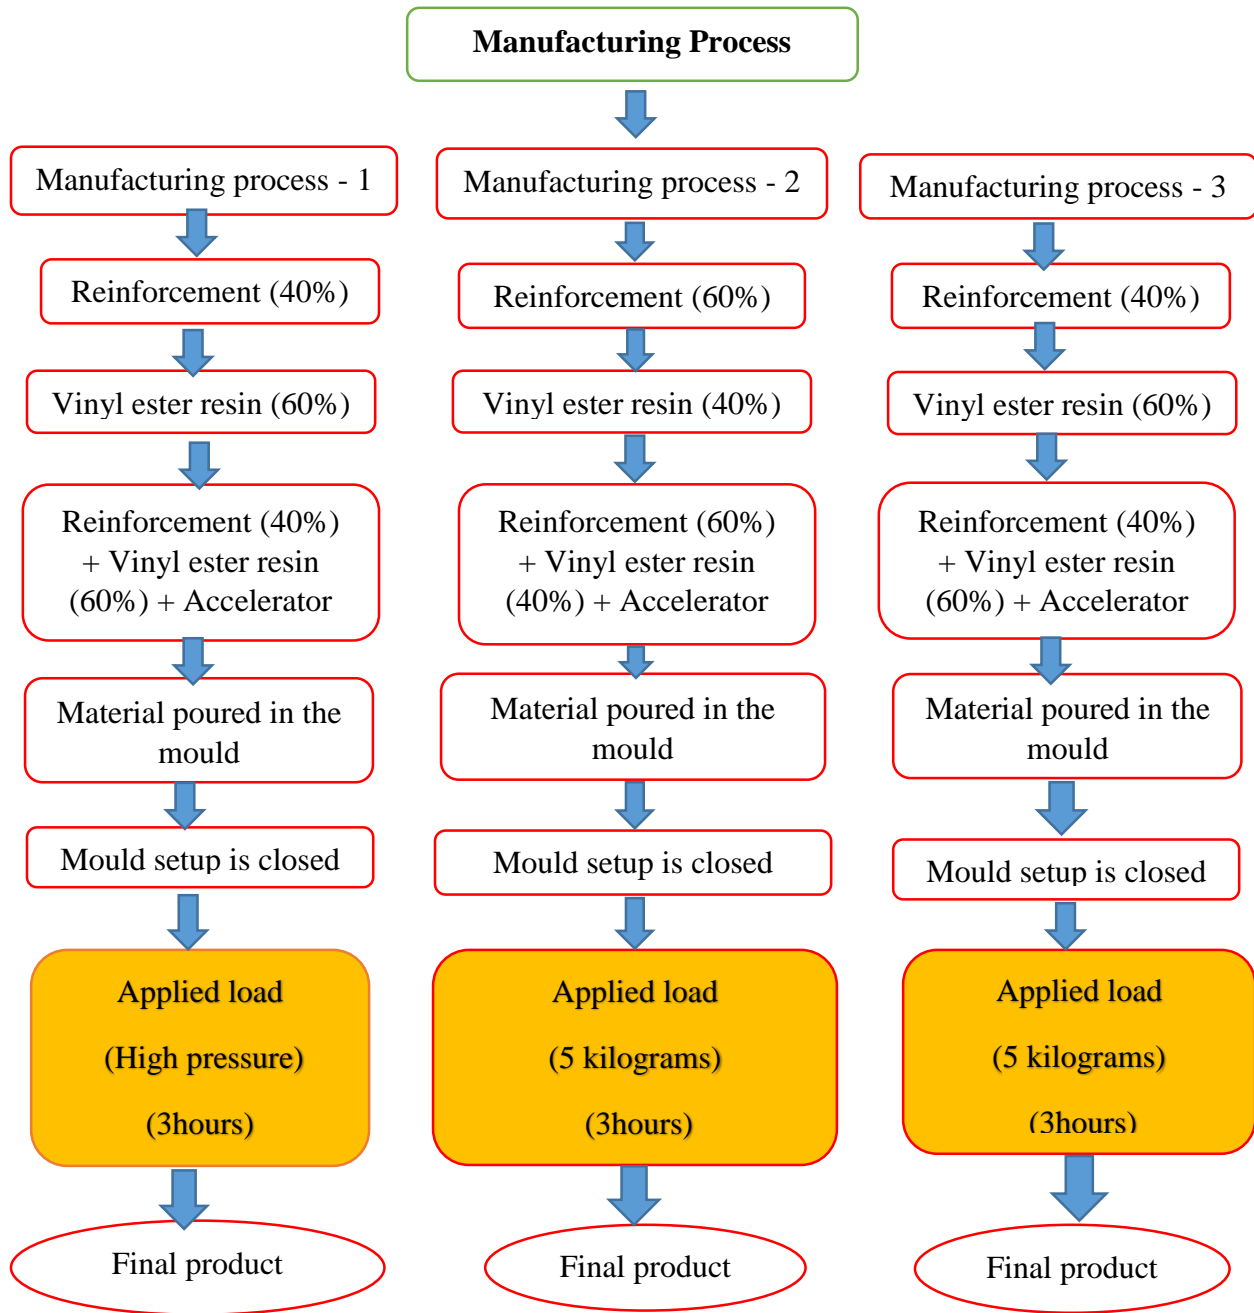 Manufacturing Process
Manufacturing process - 1
Reinforcement (40%)
Vinyl ester resin (60%)
Reinforcement (40%)
+ Vinyl ester resin
(60%) + Accelerator
Material poured in the
mould
Mould setup is closed
Applied load
(High pressure)
(3hours)
Final product
Manufacturing process - 2
Reinforcement (60%)
Vinyl ester resin (40%)
Reinforcement (60%)
+ Vinyl ester resin
(40%) + Accelerator
Material poured in the
mould
Mould setup is closed
Applied load
(5 kilograms)
(3hours)
Final product
Manufacturing process - 3
Reinforcement (40%)
Vinyl ester resin (60%)
Reinforcement (40%)
+ Vinyl ester resin
(60%) + Accelerator
Material poured in the
mould
Mould setup is closed
Applied load
(5 kilograms)
(3hours)
Final product